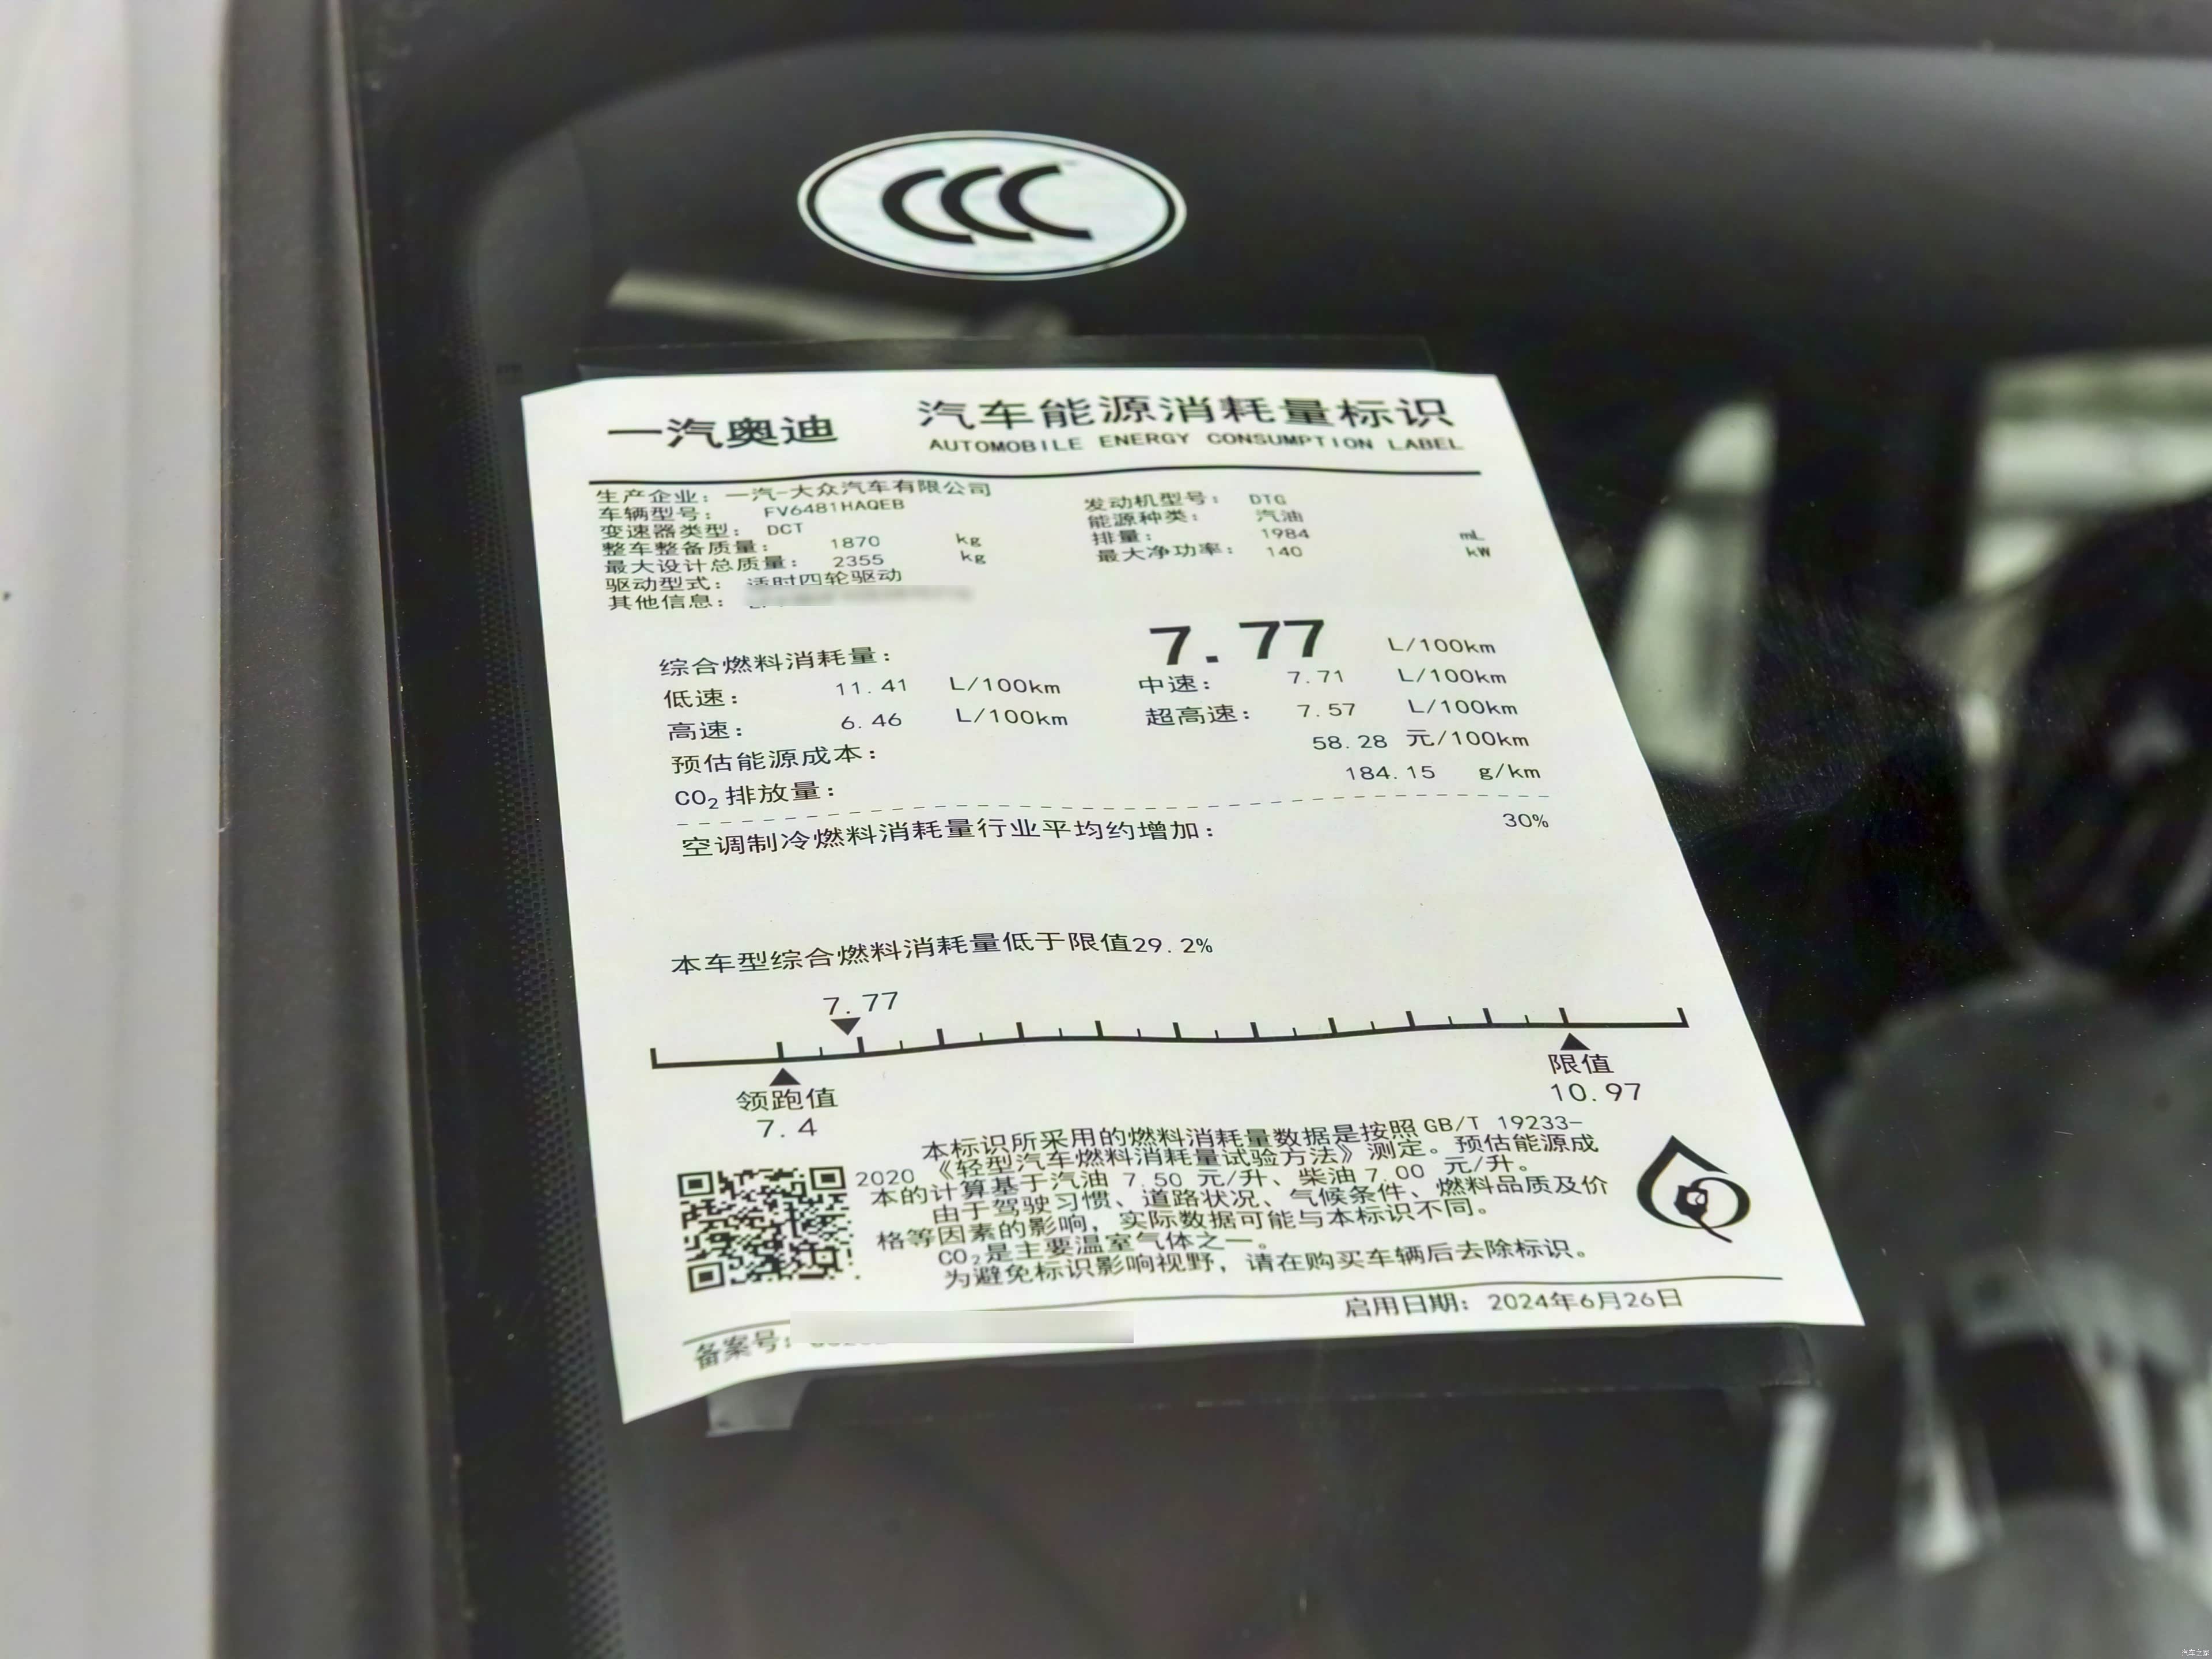 CCC
一汽奥迪
汽车能源消耗量标识
AUTOMOBILE ENERGY CONSUMPTION LABEL
生产企业：一汽-大众汽车有限公司
车辆型号： FV6481HAQEB
发动机型号： DTG
变速器类型： DCT
能源种类： 汽油
整车整备质量： 1870 kg
排量： 1984 mL
最大设计总质量： 2355 kg
最大净功率： 140 kW
驱动型式： 适时四轮驱动
其他信息：
综合燃料消耗量： 7.77 L/100km
低速： 11.41 L/100km 中速： 7.71 L/100km
高速： 6.46 L/100km 超高速： 7.57 L/100km
预估能源成本： 58.28 元/100km
CO₂排放量： 184.15 g/km
空调制冷燃料消耗量行业平均约增加： 30%
本车型综合燃料消耗量低于限值29.2%
7.77
领跑值
7.4
限值
10.97
本标识所采用的燃料消耗量数据是按照GB/T 19233-
2020《轻型汽车燃料消耗量试验方法》测定。预估能源成
本的计算基于汽油 7.50 元/升、柴油 7.00 元/升。
由于驾驶习惯、道路状况、气候条件、燃料品质及价
格等因素的影响，实际数据可能与本标识不同。
CO₂是主要温室气体之一。
为避免标识影响视野，请在购买车辆后去除标识。
备案号：
启用日期：2024年6月26日
汽车之家